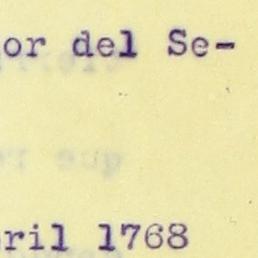 or del Se-
ril 1768